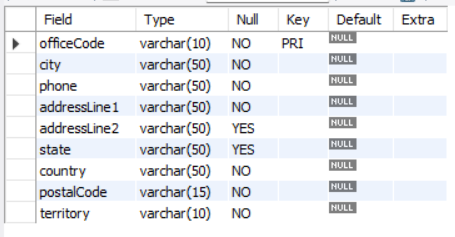 Field Type Null Key Default Extra
officeCode varchar(10) NO PRI NULL
city varchar(50) NO NULL
phone varchar(50) NO NULL
addressLine1 varchar(50) NO NULL
addressLine2 varchar(50) YES NULL
state varchar(50) YES NULL
country varchar(50) NO NULL
postalCode varchar(15) NO NULL
territory varchar(10) NO NULL